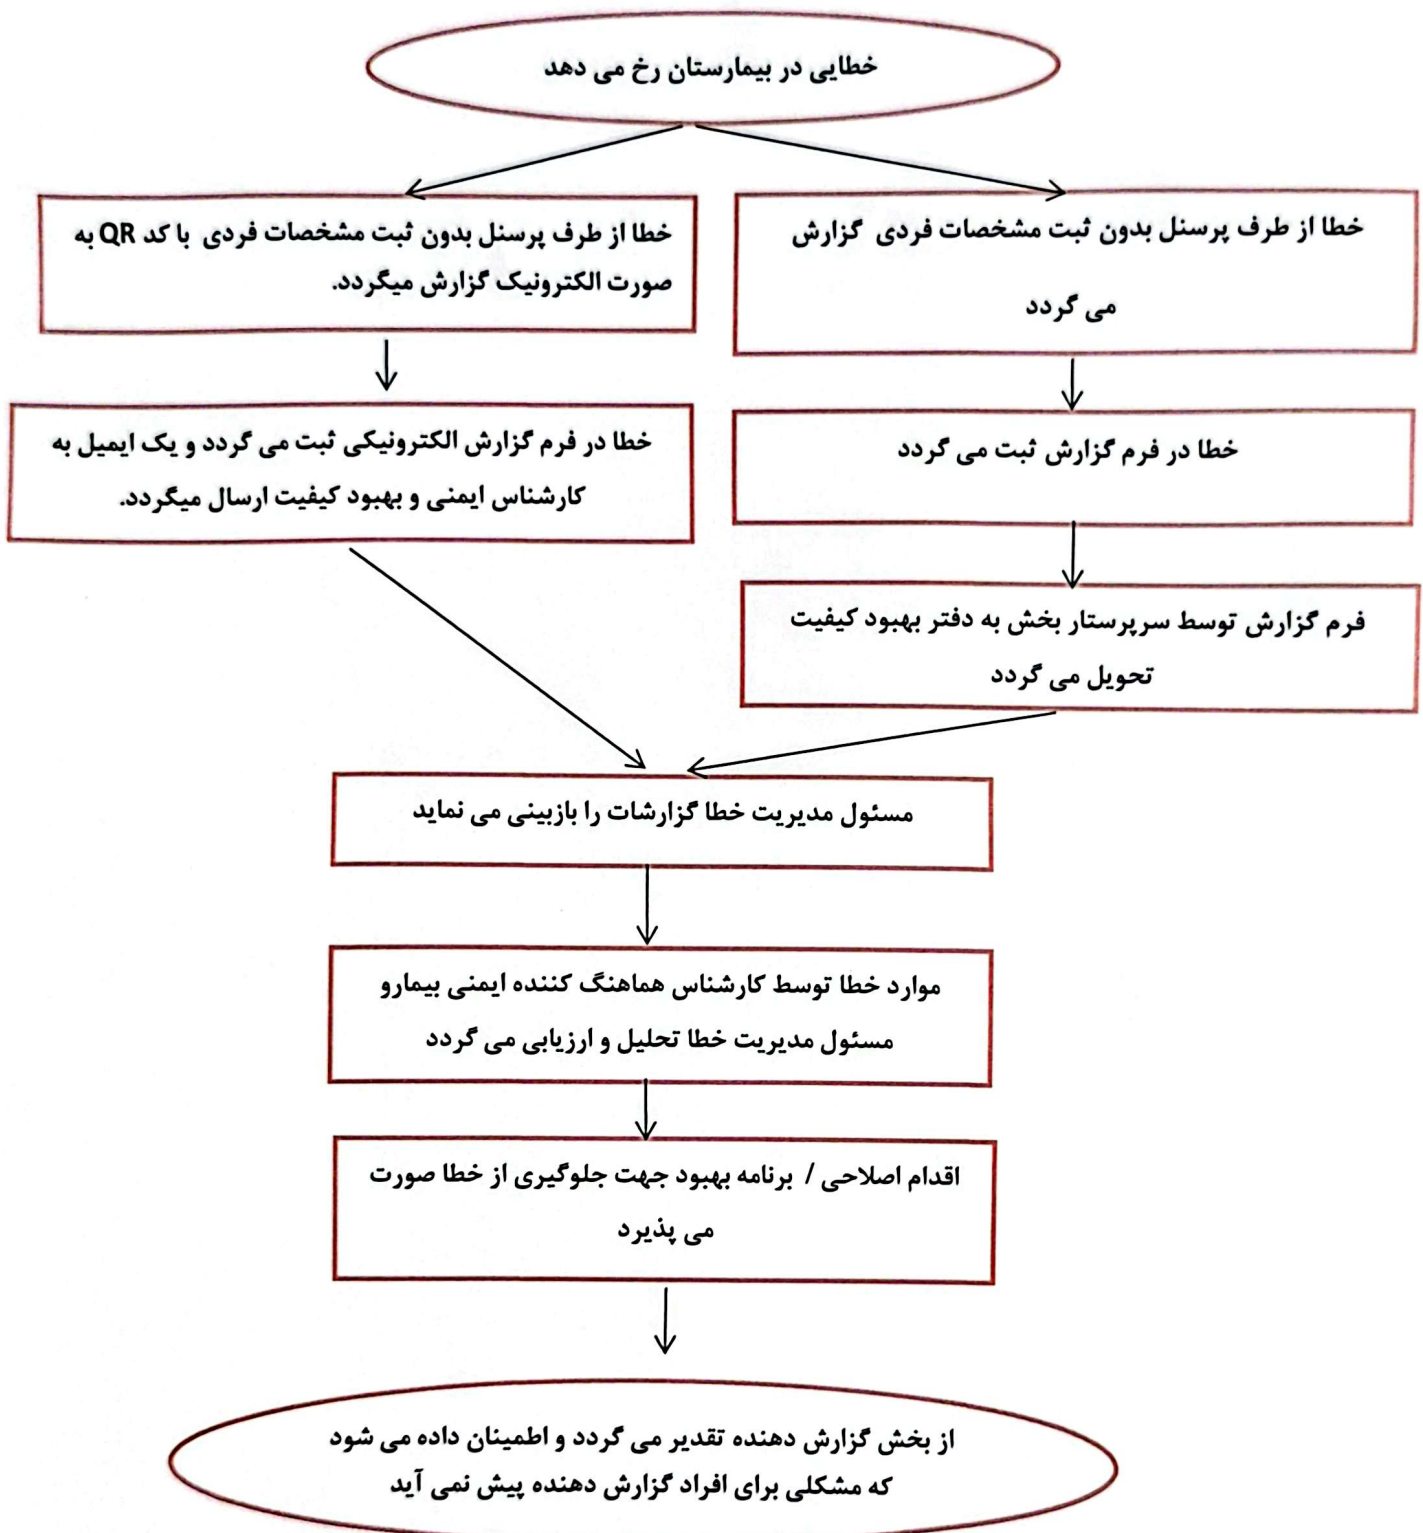 خطایی در بیمارستان رخ می دهد
خطا از طرف پرسنل بدون ثبت مشخصات فردی گزارش
می گردد
خطا از طرف پرسنل بدون ثبت مشخصات فردی با کد QR به
صورت الکترونیک گزارش میگردد.
خطا در فرم گزارش ثبت می گردد
خطا در فرم گزارش الکترونیکی ثبت می گردد و یک ایمیل به
کارشناس ایمنی و بهبود کیفیت ارسال میگردد.
فرم گزارش توسط سرپرستار بخش به دفتر بهبود کیفیت
تحویل می گردد
مسئول مدیریت خطا گزارشات را بازبینی می نماید
موارد خطا توسط کارشناس هماهنگ کننده ایمنی بیمارو
مسئول مدیریت خطا تحلیل و ارزیابی می گردد
اقدام اصلاحی / برنامه بهبود جهت جلوگیری از خطا صورت
می پذیرد
از بخش گزارش دهنده تقدیر می گردد و اطمینان داده می شود
که مشکلی برای افراد گزارش دهنده پیش نمی آید